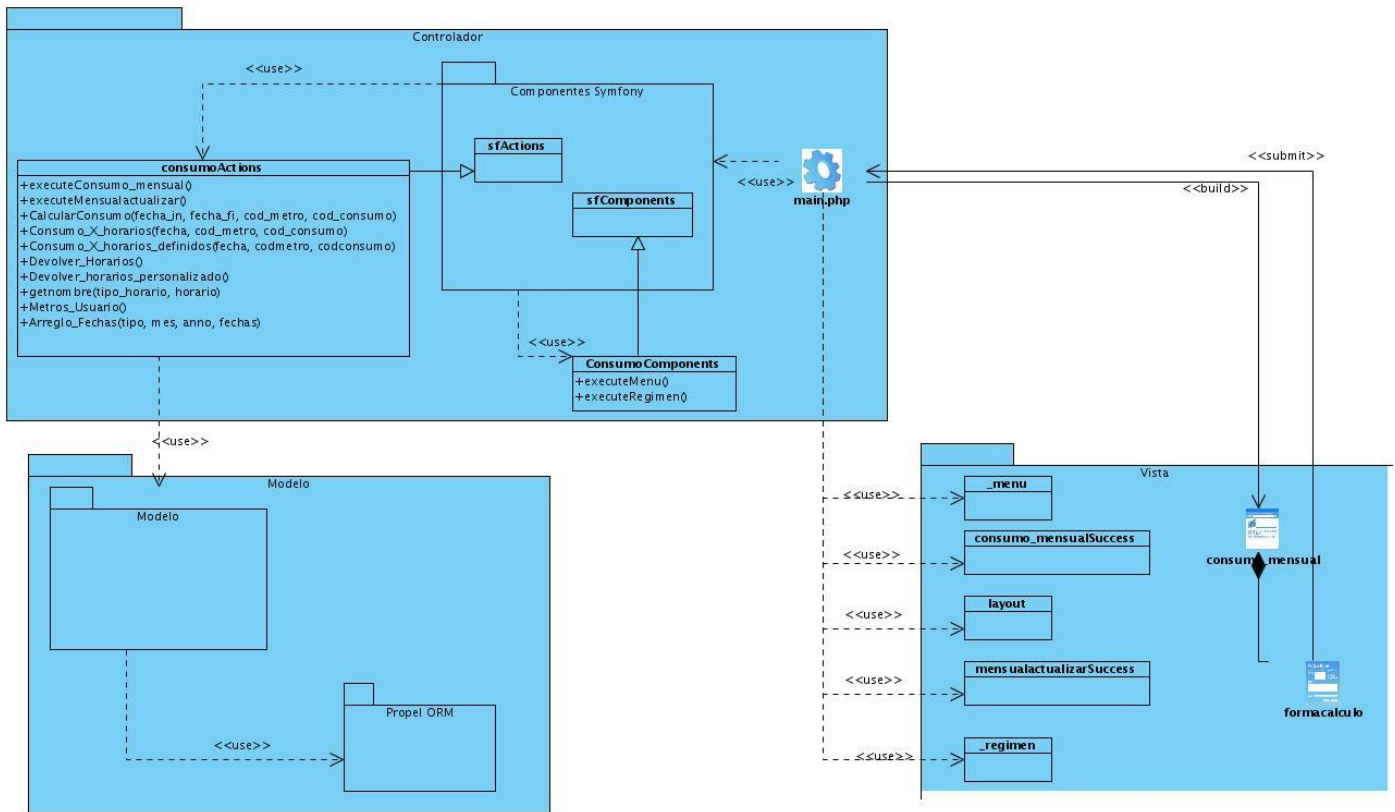 Controlador
<<use>>
Componentes Symfony
sfActions
<<submit>>
consumoActions
+executeConsumo_mensual()
+executeMensualactualizar()
+CalcularConsumo(fecha_in, fecha_fi, cod_metro, cod_consumo)
+Consumo_X_horarios(fecha, cod_metro, cod_consumo)
+Consumo_X_horarios_definidos(fecha, codmetro, codconsumo)
+Devolver_Horarios()
+Devolver_horarios_personalizado()
+getnombre(tipo_horario, horario)
+Metros_Usuario()
+Arreglo_Fechas(tipo, mes, anno, fechas)
<<use>>
<<build>>
sfComponents
main.php
<<use>>
ConsumoComponents
+executeMenu()
+executeRegimen()
<<use>>
Modelo
Modelo
Propel ORM
<<use>>
Vista
_menu
<<use>>
consumo_mensualSuccess
<<use>>
consumo_mensual
layout
<<use>>
mensualactualizarSuccess
<<use>>
formacalculo
_regimen
<<use>>